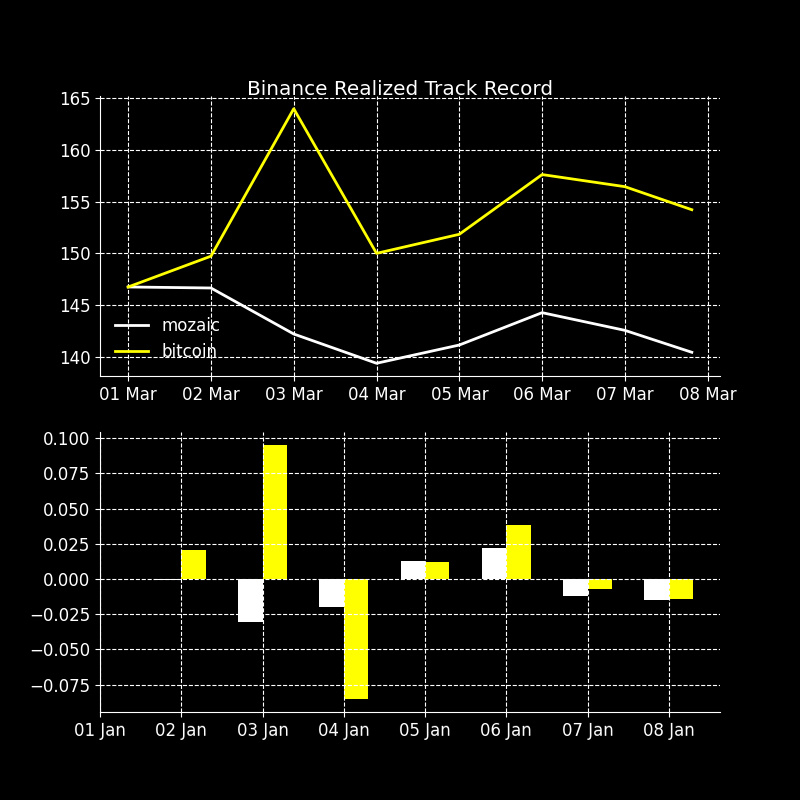 Binance Realized Track Record
165
160
155
150
145
140
mozaic
bitcoin
01 Mar 02 Mar 03 Mar 04 Mar 05 Mar 06 Mar 07 Mar 08 Mar
0.100
0.075
0.050
0.025
0.000
−0.025
−0.050
−0.075
01 Jan 02 Jan 03 Jan 04 Jan 05 Jan 06 Jan 07 Jan 08 Jan